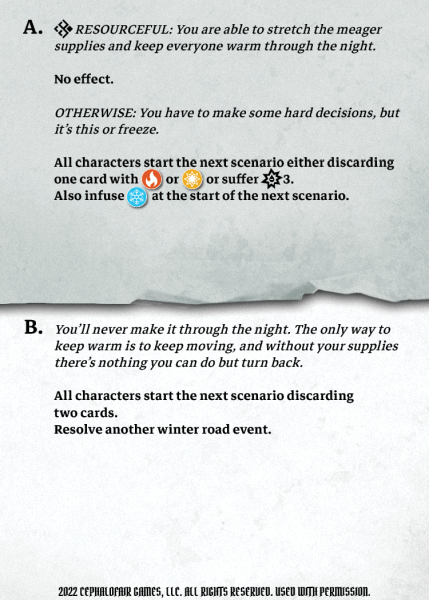 A. RESOURCEFUL: You are able to stretch the meager
supplies and keep everyone warm through the night.
No effect.
OTHERWISE: You have to make some hard decisions, but
it's this or freeze.
All characters start the next scenario either discarding
one card with or or suffer 3.
Also infuse at the start of the next scenario.
B. You'll never make it through the night. The only way to
keep warm is to keep moving, and without your supplies
there's nothing you can do but turn back.
All characters start the next scenario discarding
two cards.
Resolve another winter road event.
2022 CEPHALOFAIR GAMES, LLC. ALL RIGHTS RESERVED. USED WITH PERMISSION.